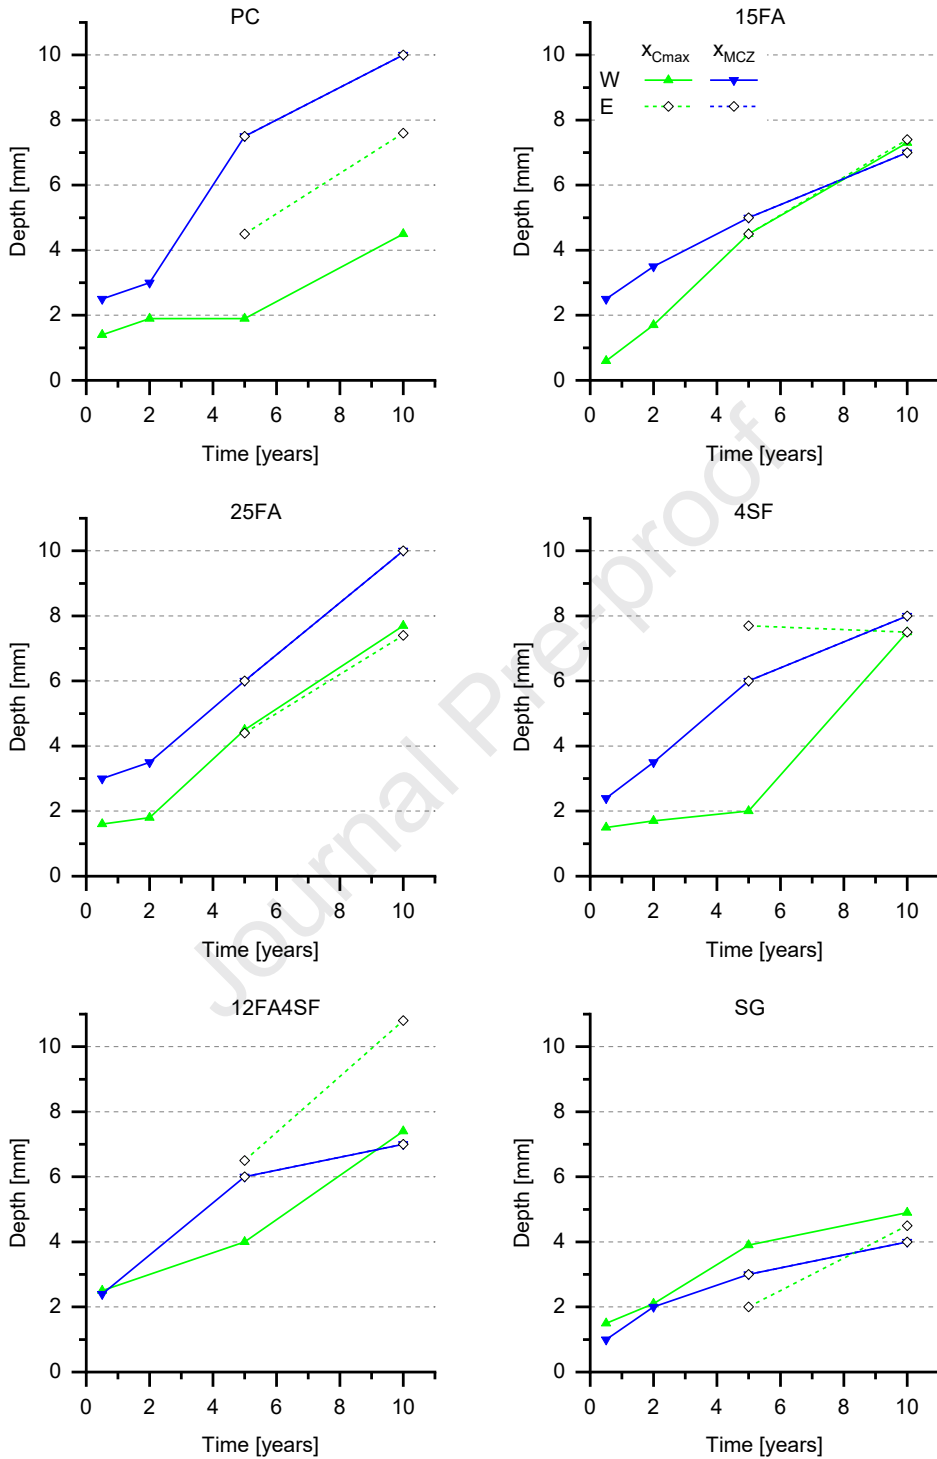 PC
10
8
6
4
2
0
Depth [mm]
0 2 4 6 8 10
Time [years]
15FA
xCmax xMCZ
W
E
10
8
6
4
2
0
Depth [mm]
0 2 4 6 8 10
Time [years]
25FA
10
8
6
4
2
0
Depth [mm]
0 2 4 6 8 10
Time [years]
4SF
10
8
6
4
2
0
Depth [mm]
0 2 4 6 8 10
Time [years]
12FA4SF
10
8
6
4
2
0
Depth [mm]
0 2 4 6 8 10
Time [years]
SG
10
8
6
4
2
0
Depth [mm]
0 2 4 6 8 10
Time [years]
Journal Pre-proof